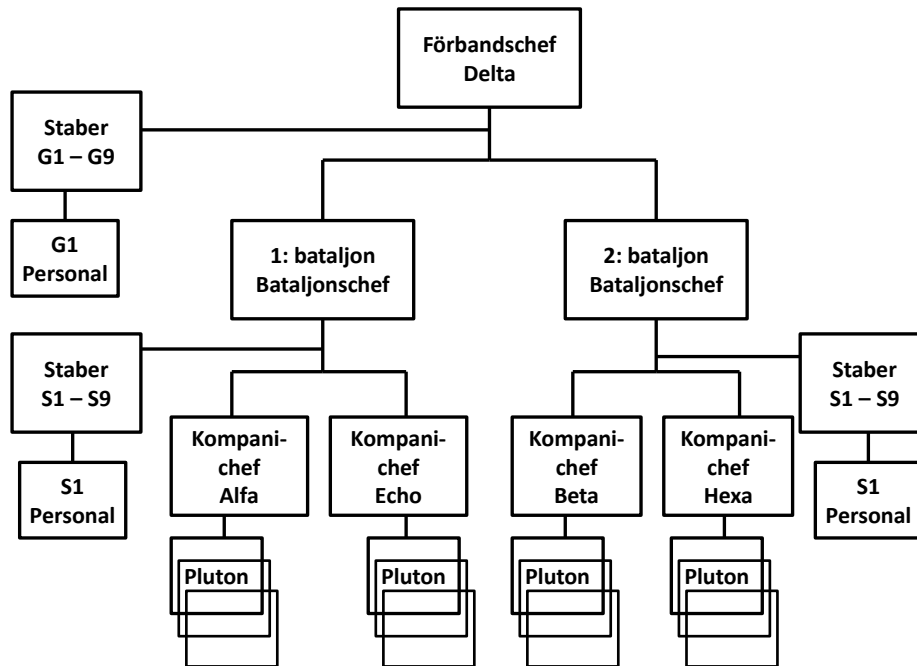 Förbandschef
Delta
Staber
G1 – G9
G1
Personal
1: bataljon
Bataljonschef
2: bataljon
Bataljonschef
Staber
S1 – S9
Staber
S1 – S9
Kompani-
chef
Alfa
Kompani-
chef
Echo
Kompani-
chef
Beta
Kompani-
chef
Hexa
S1
Personal
S1
Personal
Pluton
Pluton
Pluton
Pluton